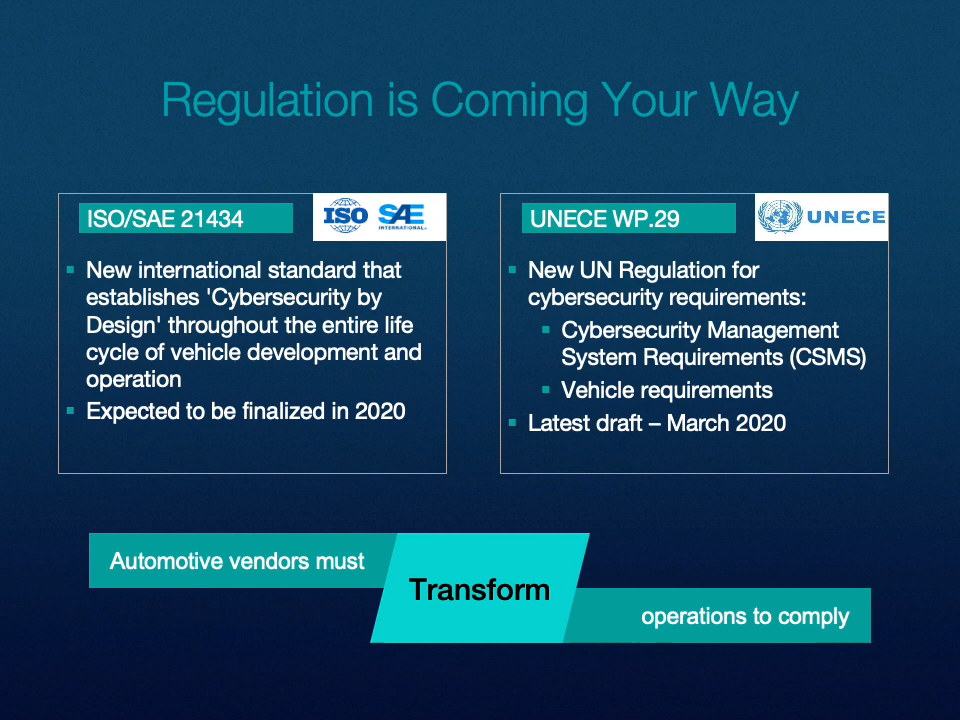 Regulation is Coming Your Way
ISO/SAE 21434
ISO SAE
INTERNATIONAL®
New international standard that
establishes 'Cybersecurity by
Design' throughout the entire life
cycle of vehicle development and
operation
Expected to be finalized in 2020
UNECE WP.29
UNECE
New UN Regulation for
cybersecurity requirements:
Cybersecurity Management
System Requirements (CSMS)
Vehicle requirements
Latest draft – March 2020
Automotive vendors must
Transform
operations to comply